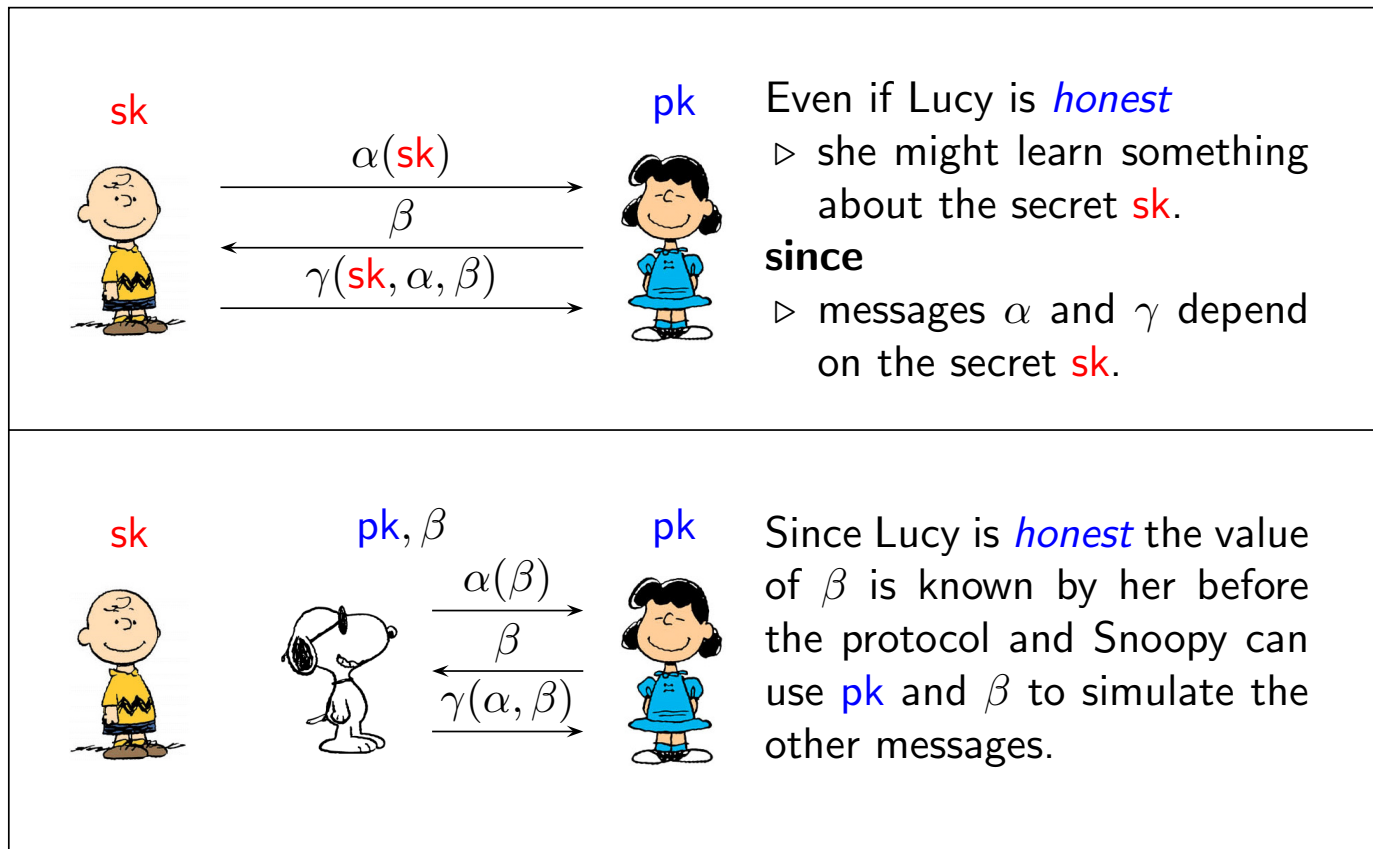 sk
pk
α(sk)
β
γ(sk, α, β)
Even if Lucy is honest
▷ she might learn something
about the secret sk.
since
▷ messages α and γ depend
on the secret sk.
sk
pk, β
pk
α(β)
β
γ(α, β)
Since Lucy is honest the value
of β is known by her before
the protocol and Snoopy can
use pk and β to simulate the
other messages.